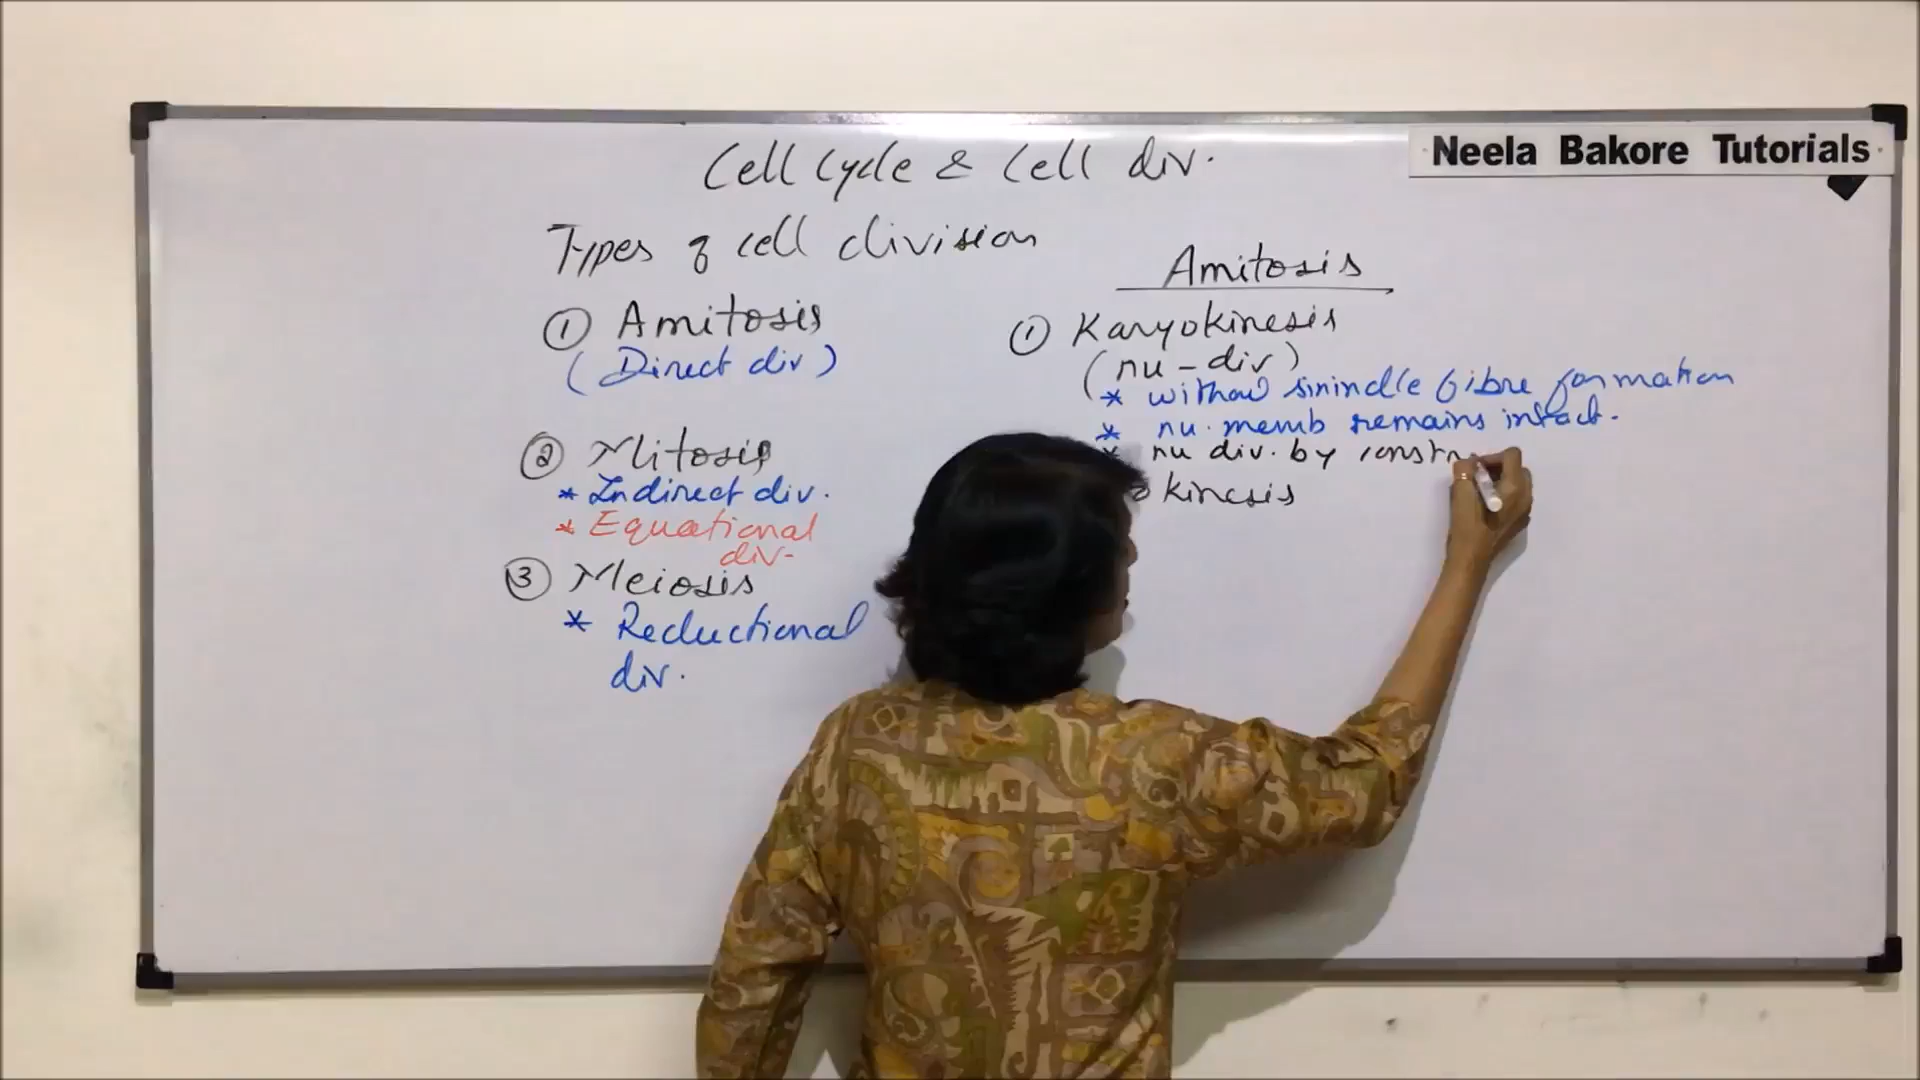 Cell Cycle & Cell div.
Neela Bakore Tutorials
Types of cell division
① Amitosis
(Direct div)
② Mitosis
* Indirect div.
* Equational
div-
③ Meiosis
* Reductional
div.
Amitosis
① Karyokinesis
(nu-div)
* fibre formation
* nu. memb remains intact.
* nu div. by constr
kinesis